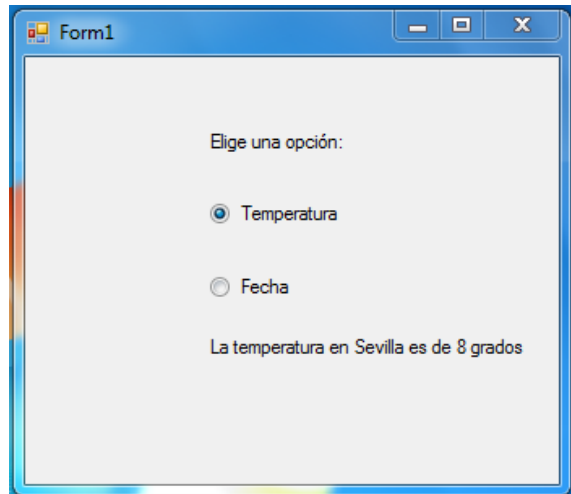 Form1
Elige una opción:
Temperatura
Fecha
La temperatura en Sevilla es de 8 grados